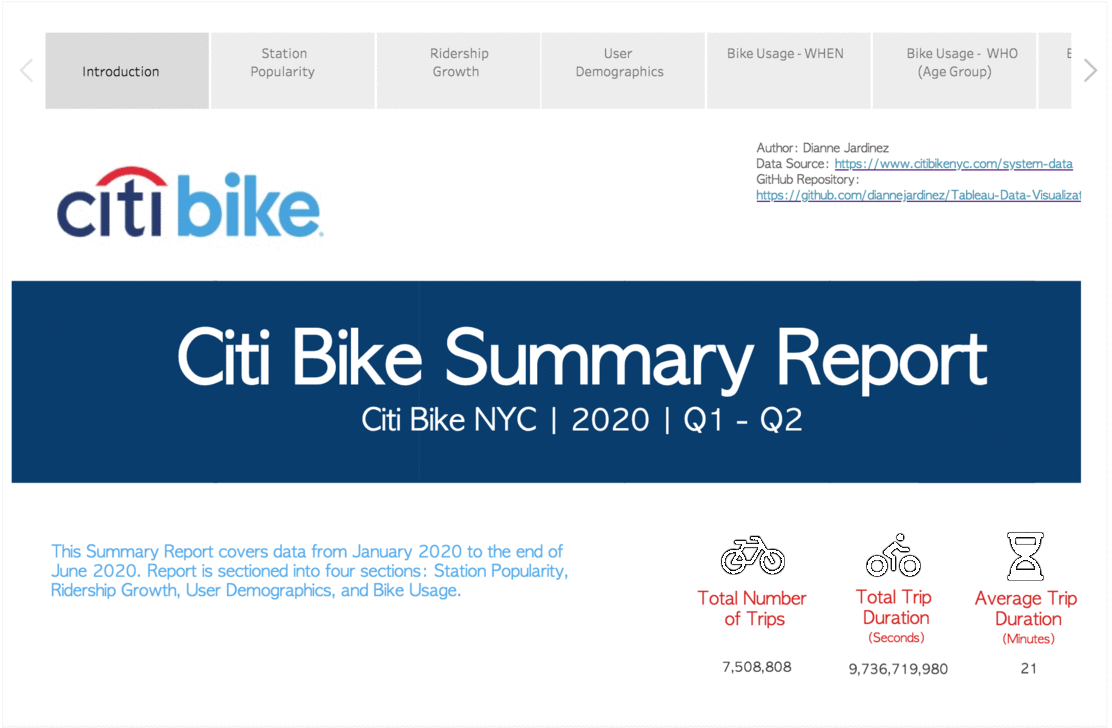 Introduction
Station
Popularity
Ridership
Growth
User
Demographics
Bike Usage - WHEN
Bike Usage - WHO
(Age Group)
Author: Dianne Jardinez
Data Source: https://www.citibikenyc.com/system-data
GitHub Repository:
https://github.com/diannejardinez/Tableau-Data-Visualizat
citi bike
Citi Bike Summary Report
Citi Bike NYC | 2020 | Q1 - Q2
This Summary Report covers data from January 2020 to the end of
June 2020. Report is sectioned into four sections: Station Popularity,
Ridership Growth, User Demographics, and Bike Usage.
Total Number
of Trips
7,508,808
Total Trip
Duration
(Seconds)
9,736,719,980
Average Trip
Duration
(Minutes)
21